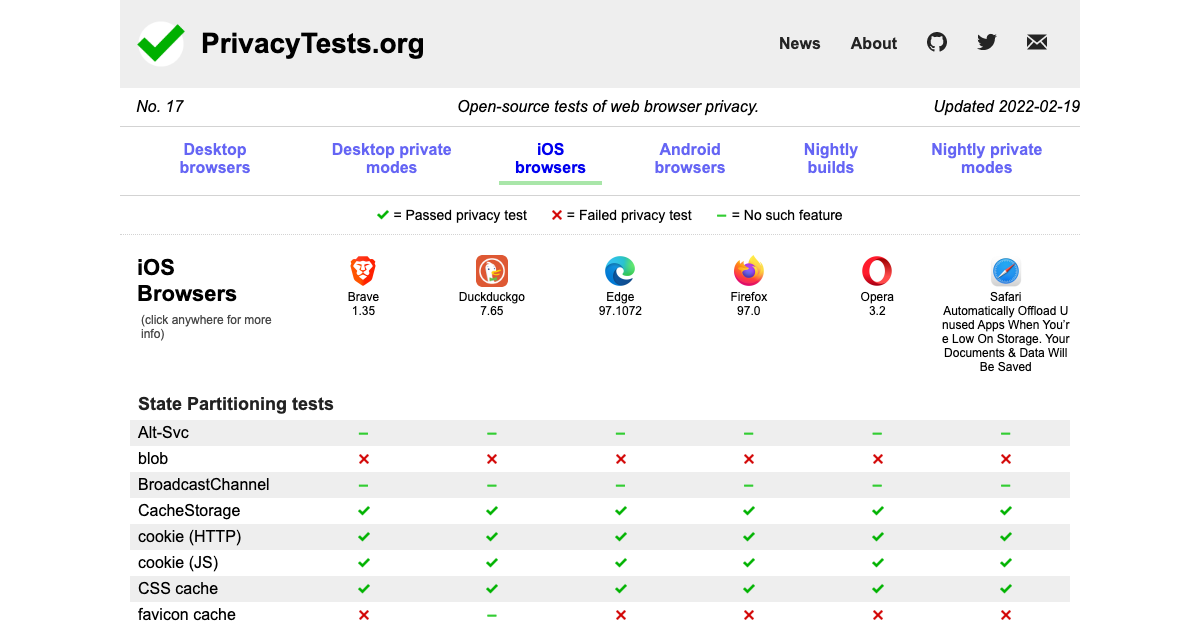 PrivacyTests.org
News About
No. 17 Open-source tests of web browser privacy. Updated 2022-02-19
Desktop browsers
Desktop private modes
iOS browsers
Android browsers
Nightly builds
Nightly private modes
✓ = Passed privacy test ✕ = Failed privacy test – = No such feature
iOS
Browsers
(click anywhere for more
info)
Brave
1.35
Duckduckgo
7.65
Edge
97.1072
Firefox
97.0
Opera
3.2
Safari
Automatically Offload U
nused Apps When You'r
e Low On Storage. Your
Documents & Data Will
Be Saved
State Partitioning tests
Alt-Svc – – – – – –
blob ✕ ✕ ✕ ✕ ✕ ✕
BroadcastChannel – – – – – –
CacheStorage ✓ ✓ ✓ ✓ ✓ ✓
cookie (HTTP) ✓ ✓ ✓ ✓ ✓ ✓
cookie (JS) ✓ ✓ ✓ ✓ ✓ ✓
CSS cache ✓ ✓ ✓ ✓ ✓ ✓
favicon cache ✕ – ✕ ✕ ✕ ✕